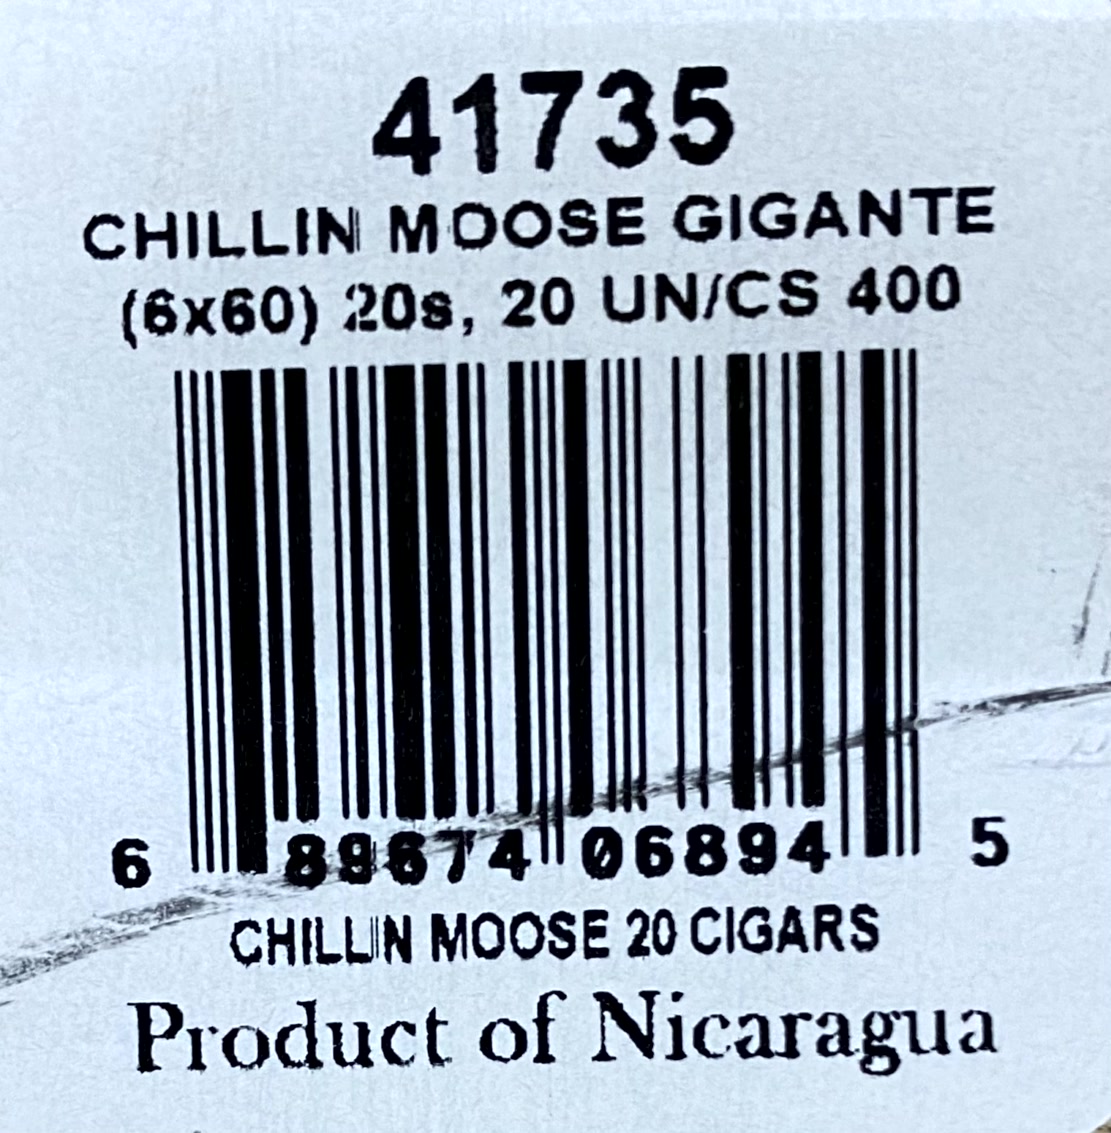 41735
CHILLIN MOOSE GIGANTE
(6x60) 20s, 20 UN/CS 400
6 89674 06894 5
CHILLIN MOOSE 20 CIGARS
Product of Nicaragua